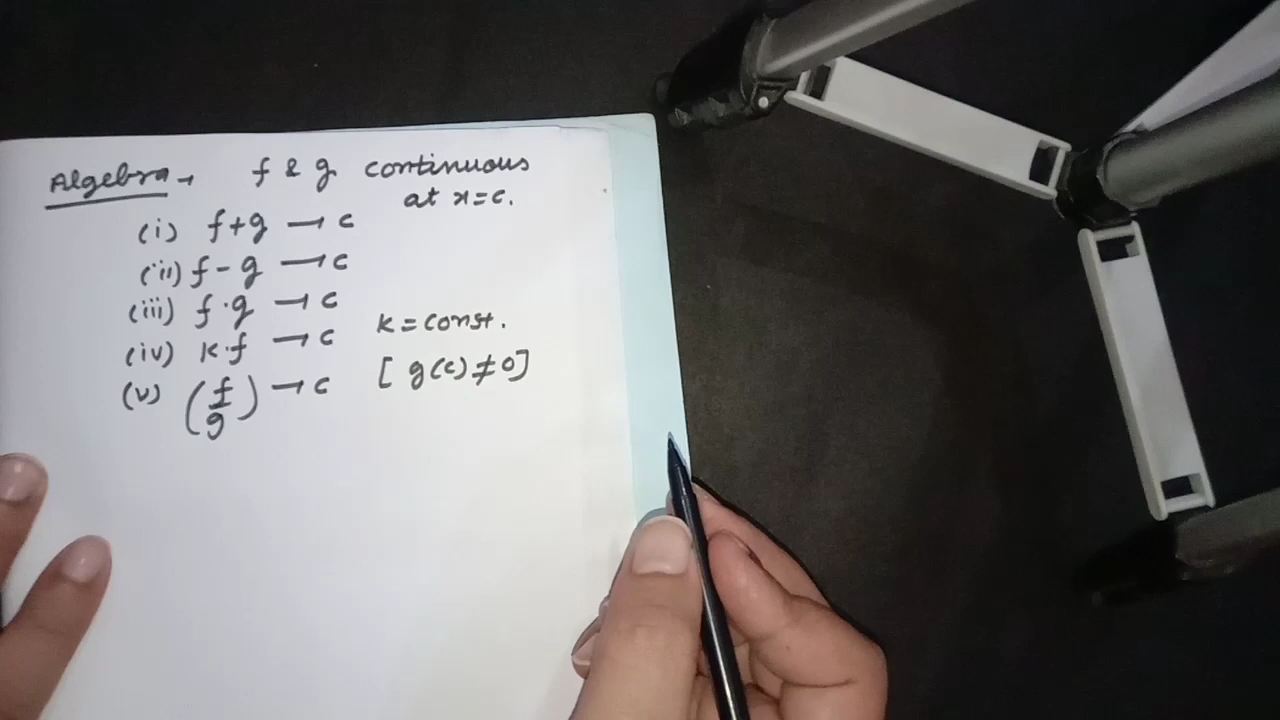 Algebra → f & g continuous
at x=c.
(i) f+g → c
(ii) f-g → c
(iii) f·g → c
(iv) k·f → c k = const.
(v) (f/g) → c [g(c) ≠ 0]